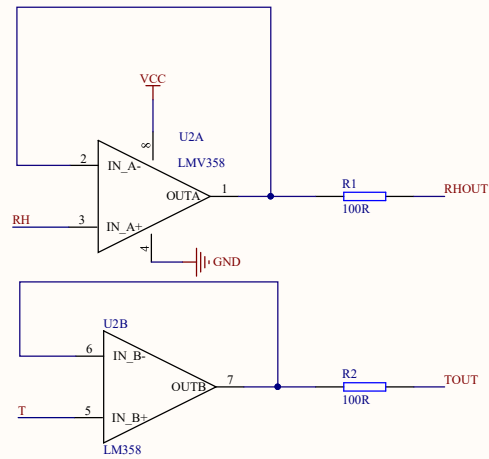 VCC
8
U2A
LMV358
2
IN_A-
OUTA
1
R1
100R
RHOUT
RH
3
IN_A+
4
GND
U2B
6
IN_B-
OUTB
7
R2
100R
TOUT
T
5
IN_B+
LM358